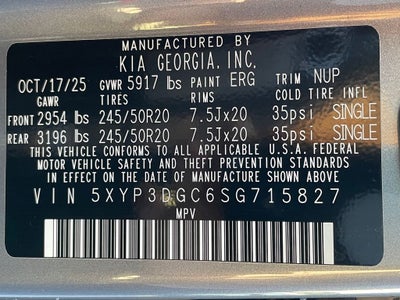 MANUFACTURED BY
KIA GEORGIA, INC.
OCT/17/25 GVWR 5917 lbs PAINT ERG TRIM NUP
GAWR TIRES RIMS COLD TIRE INFL
FRONT 2954 lbs 245/50R20 7.5Jx20 35psi SINGLE
REAR 3196 lbs 245/50R20 7.5Jx20 35psi SINGLE
THIS VEHICLE CONFORMS TO ALL APPLICABLE U.S.A. FEDERAL
MOTOR VEHICLE SAFETY AND THEFT PREVENTION STANDARDS
IN EFFECT ON THE DATE OF MANUFACTURE SHOWN ABOVE.
VIN 5XYP3DGC6SG715827
MPV